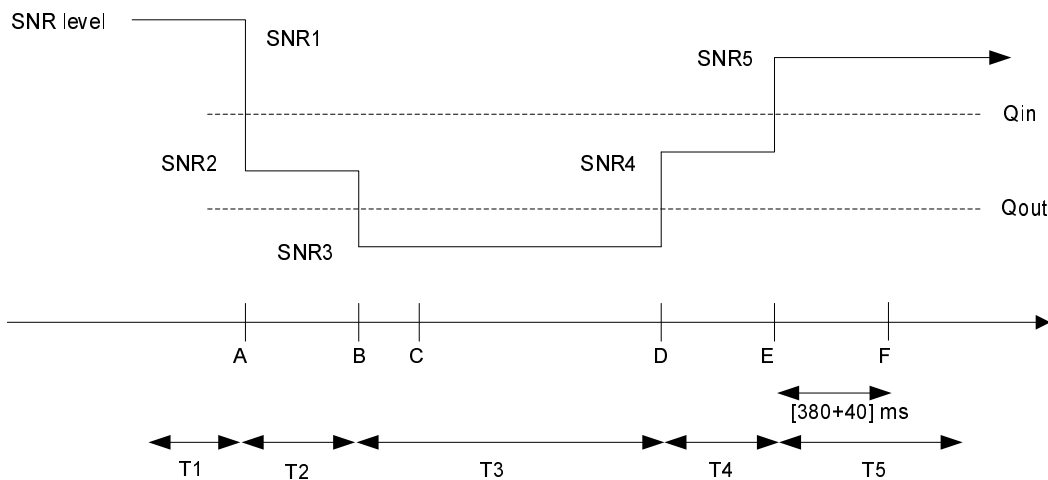 SNR level
SNR1
SNR5
Qin
SNR2
SNR4
Qout
SNR3
A B C D E F
[380+40] ms
T1 T2 T3 T4 T5